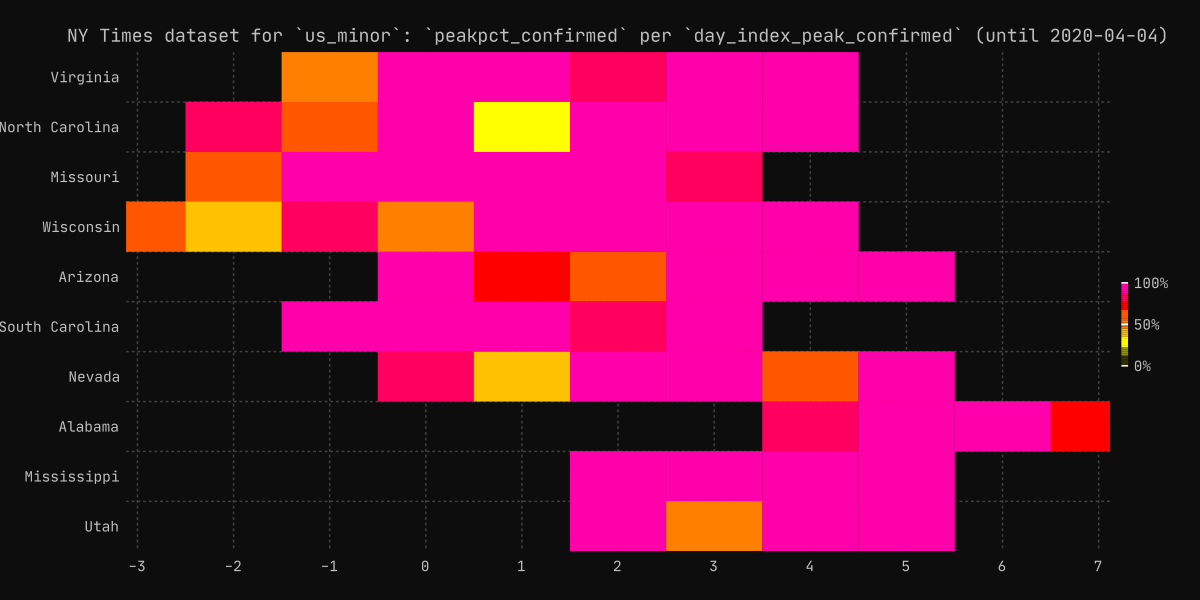 NY Times dataset for `us_minor`: `peakpct_confirmed` per `day_index_peak_confirmed` (until 2020-04-04)
Virginia
North Carolina
Missouri
Wisconsin
Arizona
South Carolina
Nevada
Alabama
Mississippi
Utah
100%
50%
0%
-3 -2 -1 0 1 2 3 4 5 6 7